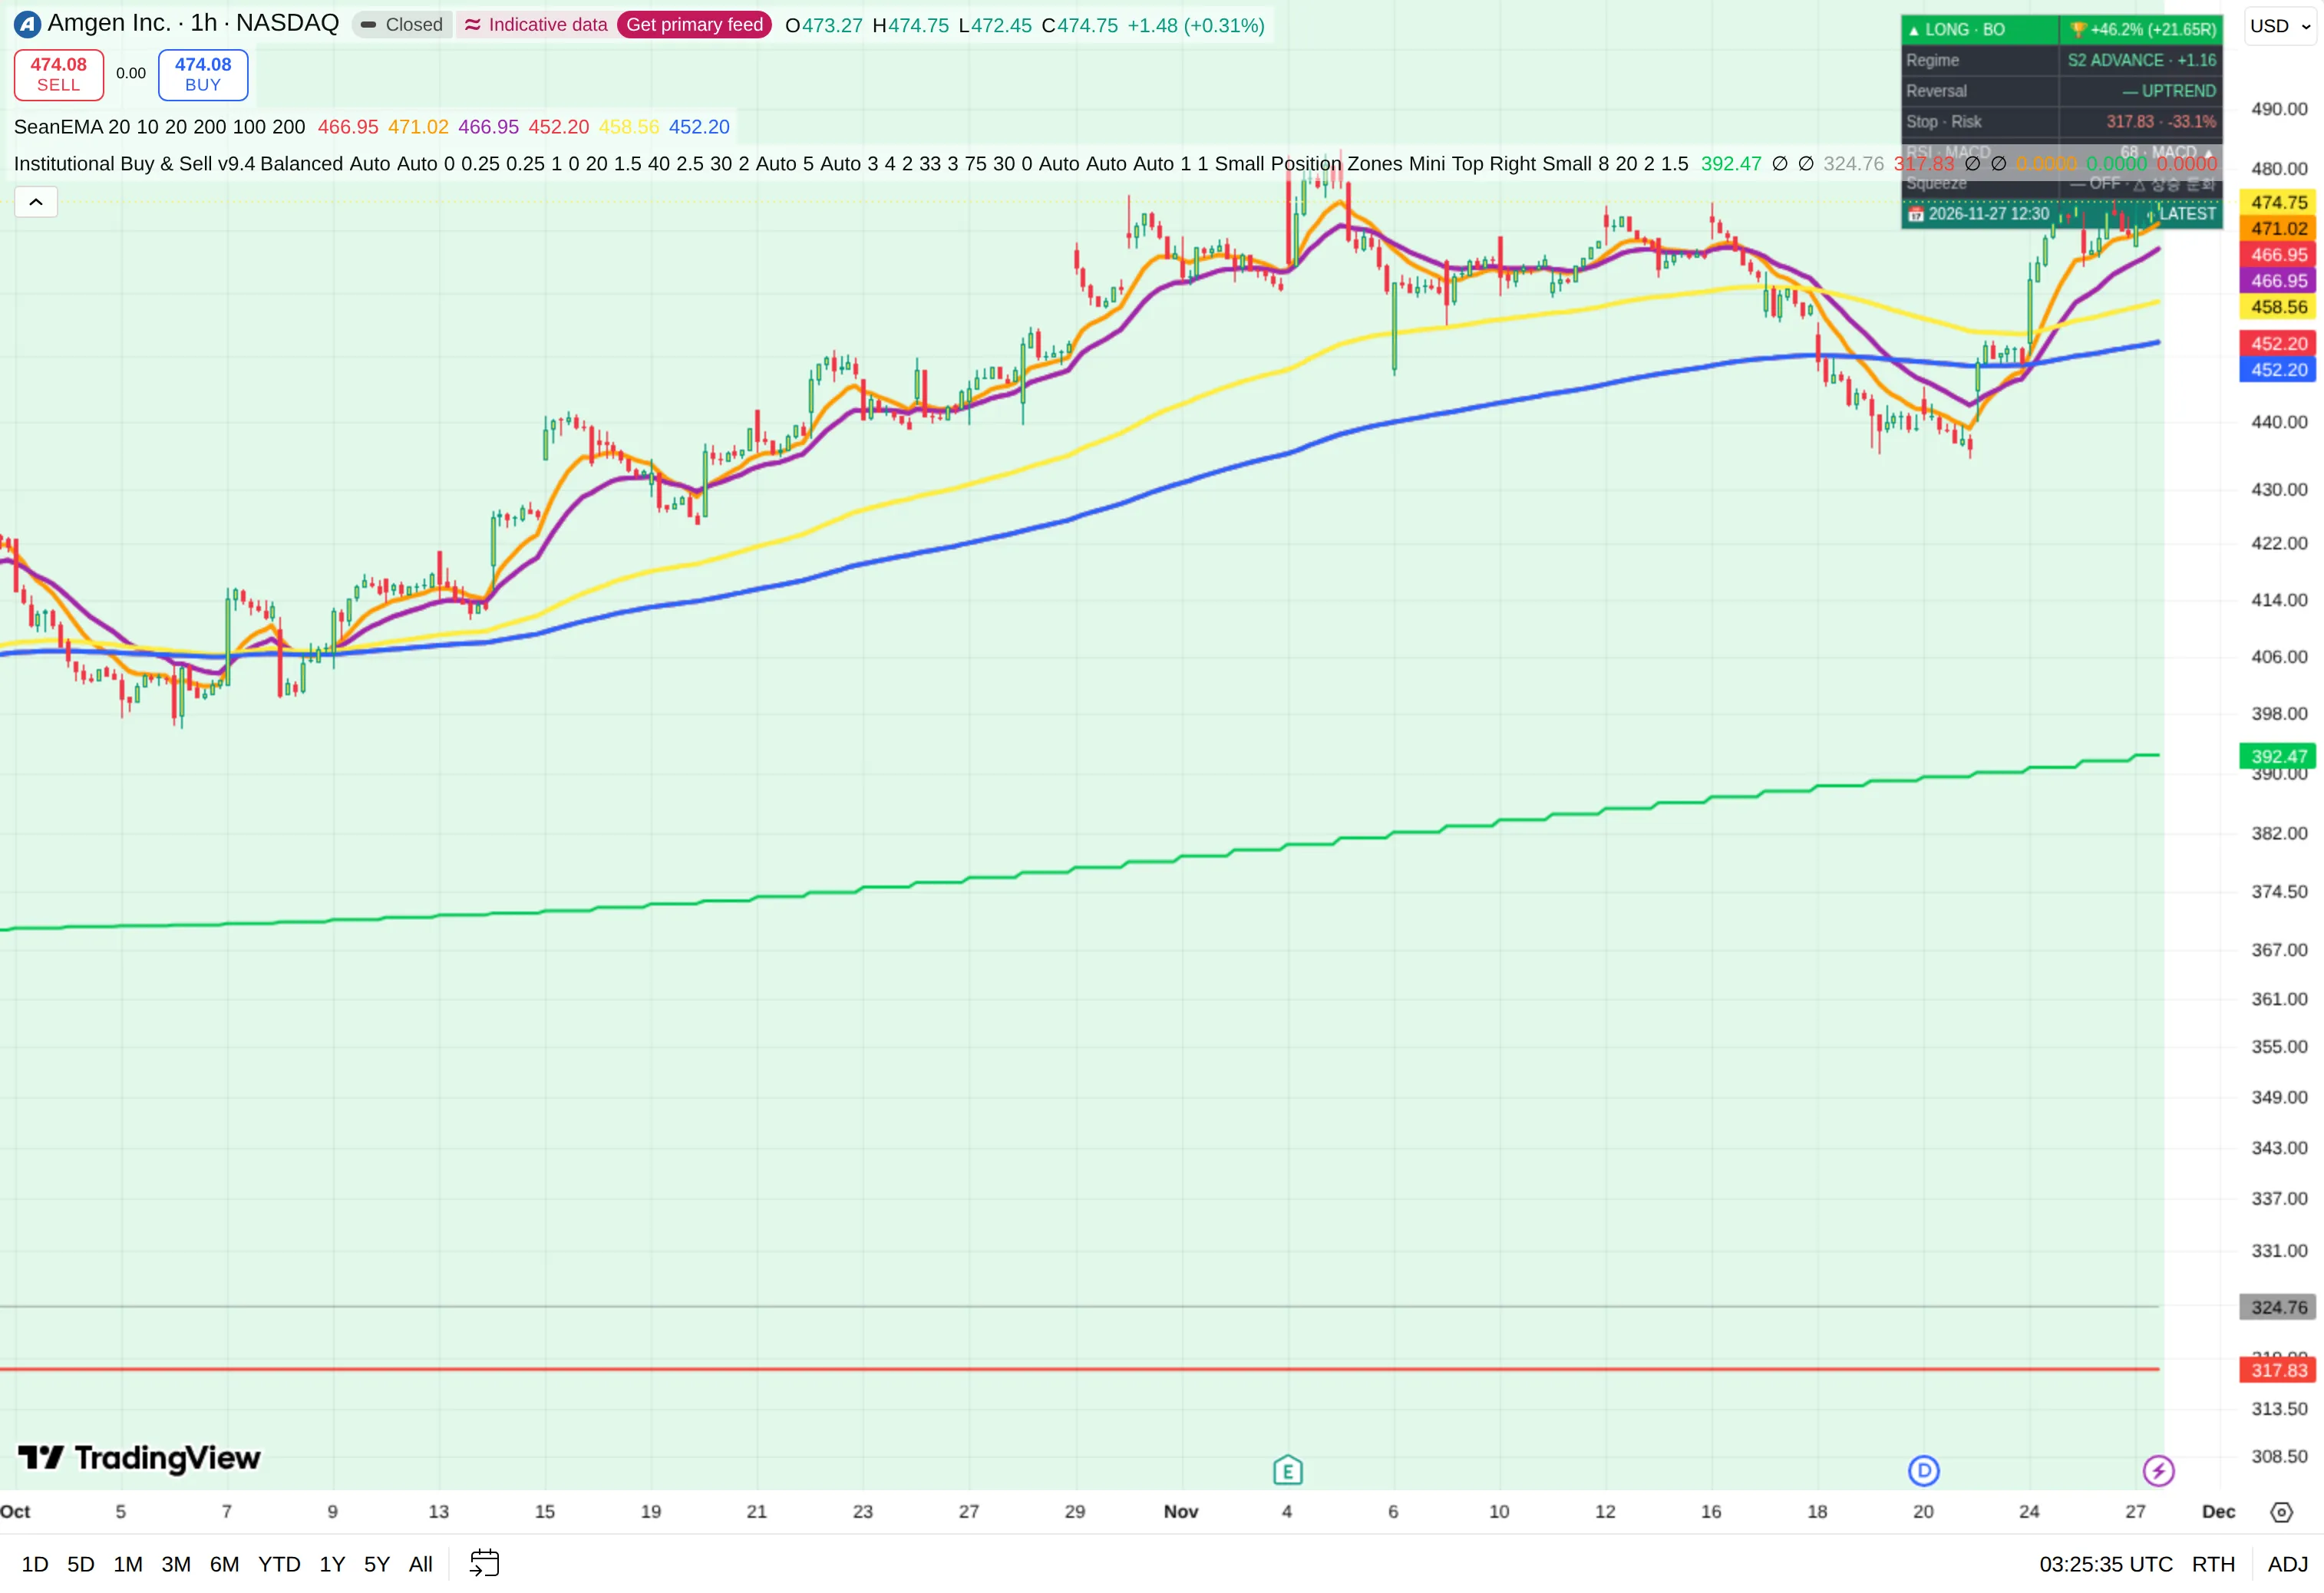 Amgen Inc. · 1h · NASDAQ Closed Indicative data Get primary feed O473.27 H474.75 L472.45 C474.75 +1.48 (+0.31%)
474.08 SELL 0.00 474.08 BUY
SeanEMA 20 10 20 200 100 200 466.95 471.02 466.95 452.20 458.56 452.20
Institutional Buy & Sell v9.4 Balanced Auto Auto 0 0.25 0.25 1 0 20 1.5 40 2.5 30 2 Auto 5 Auto 3 4 2 33 3 75 30 0 Auto Auto Auto 1 1 Small Position Zones Mini Top Right Small 8 20 2 1.5 392.47 ∅ ∅ 324.76 317.83 ∅ ∅ 0.0000 0.0000 0.0000
▲ LONG · BO 🏆 +46.2% (+21.65R)
Regime S2 ADVANCE · +1.16
Reversal — UPTREND
Stop · Risk 317.83 · -33.1%
RSI · MACD 68 · MACD ▲
Squeeze — OFF · △ 상승 둔화
📅 2026-11-27 12:30 LATEST
USD
490.00
480.00
474.75
471.02
466.95
466.95
458.56
452.20
452.20
440.00
430.00
422.00
414.00
406.00
398.00
392.47
390.00
382.00
374.50
367.00
361.00
355.00
349.00
343.00
337.00
331.00
324.76
317.83
313.50
308.50
TradingView
E D
Oct 5 7 9 13 15 19 21 23 27 29 Nov 4 6 10 12 16 18 20 24 27 Dec
1D 5D 1M 3M 6M YTD 1Y 5Y All 03:25:35 UTC RTH ADJ